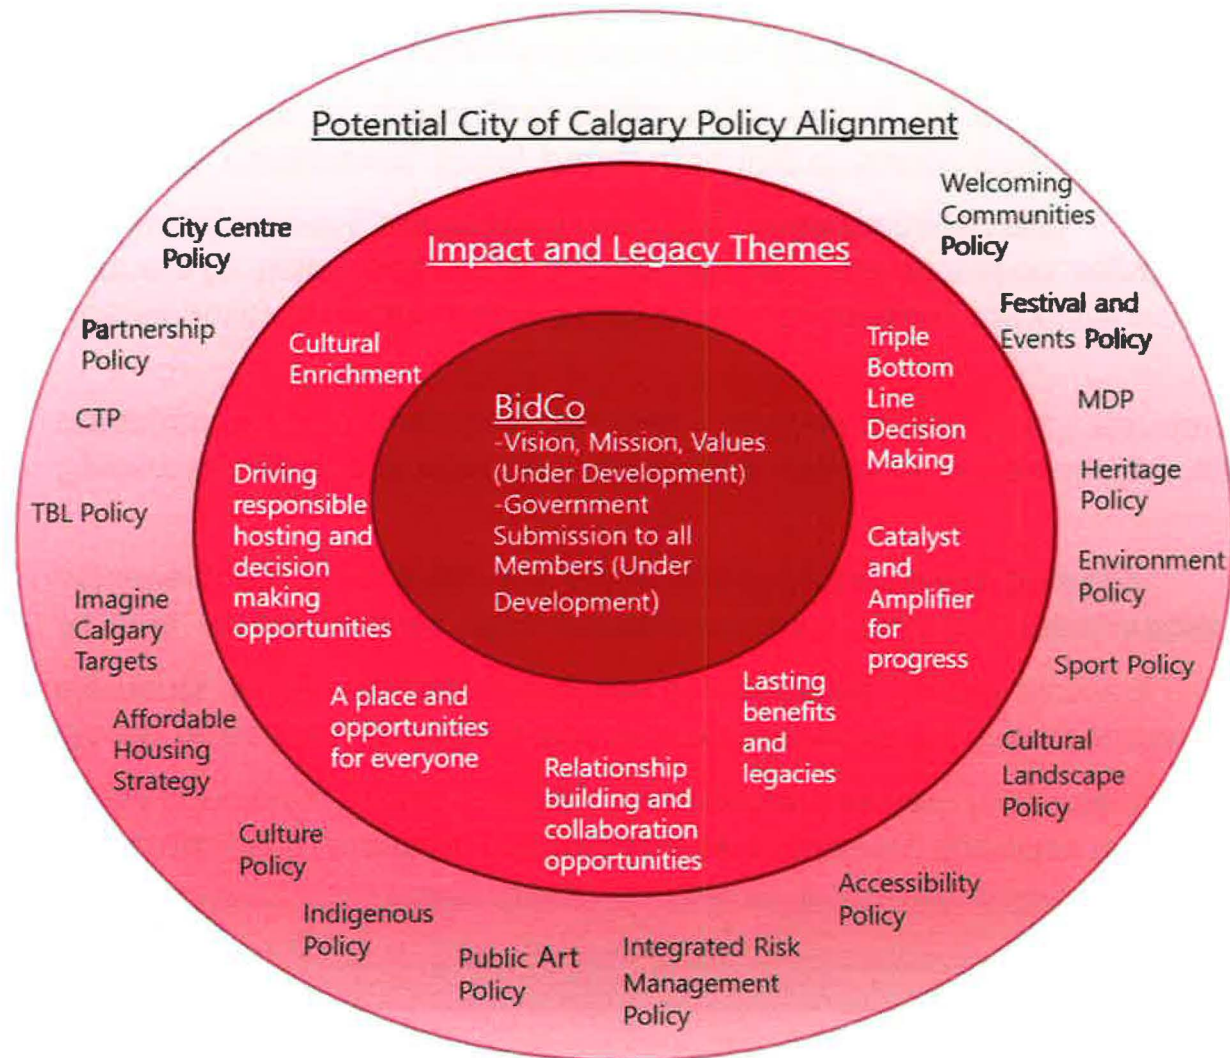 Potential City of Calgary Policy Alignment
City Centre
Policy
Partnership
Policy
CTP
TBL Policy
Imagine
Calgary
Targets
Affordable
Housing
Strategy
Culture
Policy
Indigenous
Policy
Public Art
Policy
Integrated Risk
Management
Policy
Accessibility
Policy
Cultural
Landscape
Policy
Sport Policy
Environment
Policy
Heritage
Policy
MDP
Festival and
Events Policy
Welcoming
Communities
Policy
Impact and Legacy Themes
Cultural
Enrichment
Driving
responsible
hosting and
decision
making
opportunities
A place and
opportunities
for everyone
Relationship
building and
collaboration
opportunities
Lasting
benefits
and
legacies
Catalyst
and
Amplifier
for
progress
Triple
Bottom
Line
Decision
Making
BidCo
-Vision, Mission, Values
(Under Development)
-Government
Submission to all
Members (Under
Development)